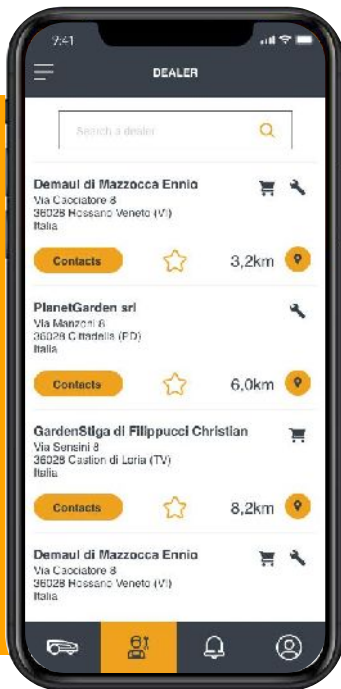 9:41
DEALER
Search a dealer
Demaul di Mazzocca Ennio
Via Cacciatore 8
36028 Rossano Veneto (VI)
Italia
Contacts
3,2km
PlanetGarden srl
Via Manzoni 8
36028 Cittadella (PD)
Italia
Contacts
6,0km
GardenStiga di Filippucci Christian
Via Sensini 8
36028 Castion di Loria (TV)
Italia
Contacts
8,2km
Demaul di Mazzocca Ennio
Via Cacciatore 8
36028 Rossano Veneto (VI)
Italia